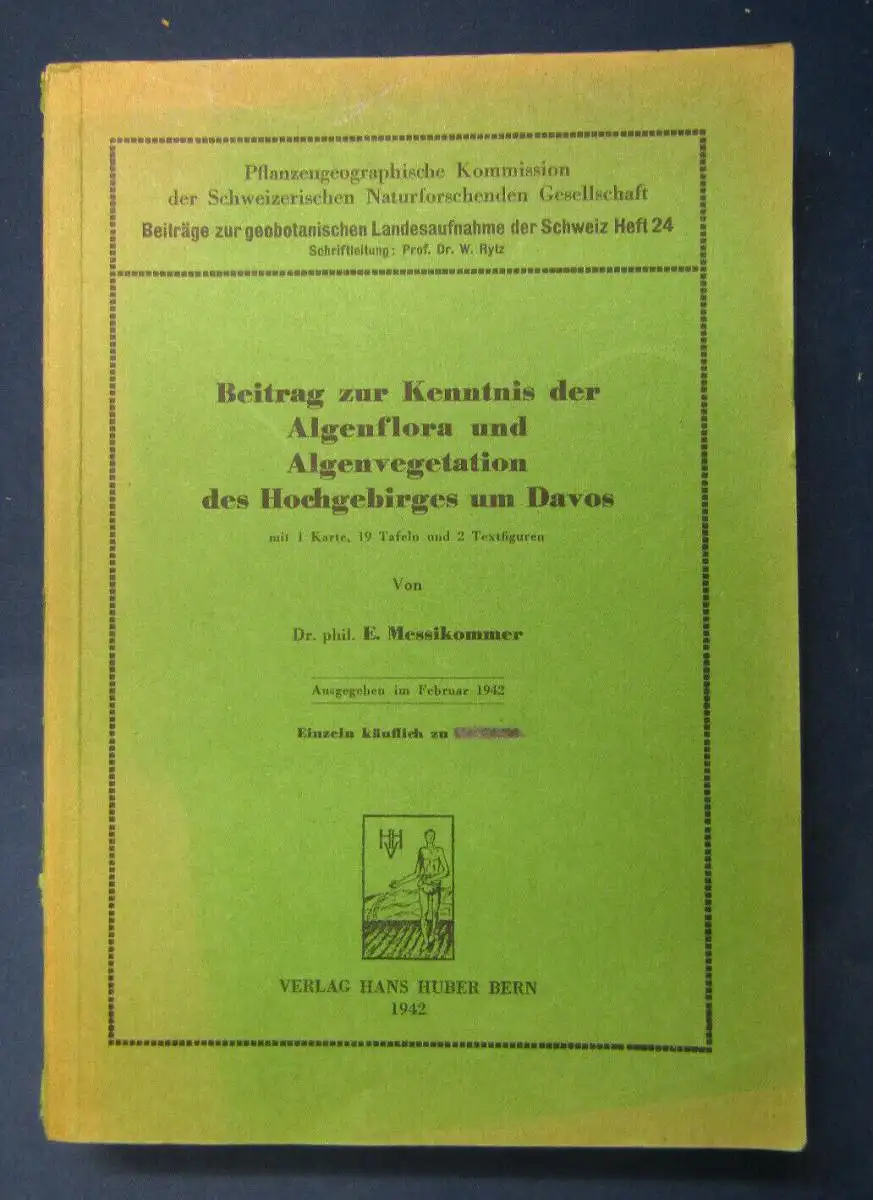 Pflanzengeographische Kommission
der Schweizerischen Naturforschenden Gesellschaft
Beiträge zur geobotanischen Landesaufnahme der Schweiz Heft 24
Schriftleitung: Prof. Dr. W. Rytz
Beitrag zur Kenntnis der
Algenflora und
Algenvegetation
des Hochgebirges um Davos
mit 1 Karte, 19 Tafeln und 2 Textfiguren
Von
Dr. phil. E. Messikommer
Ausgegeben im Februar 1942
Einzeln käuflich zu
HHV
VERLAG HANS HUBER BERN
1942